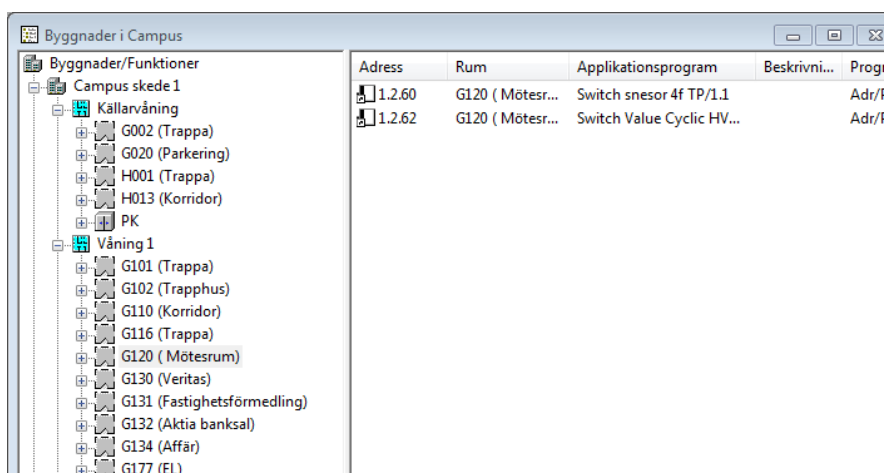 Byggnader i Campus
Byggnader/Funktioner
Campus skede 1
Källarvåning
G002 (Trappa)
G020 (Parkering)
H001 (Trappa)
H013 (Korridor)
PK
Våning 1
G101 (Trappa)
G102 (Trapphus)
G110 (Korridor)
G116 (Trappa)
G120 ( Mötesrum)
G130 (Veritas)
G131 (Fastighetsförmedling)
G132 (Aktia banksal)
G134 (Affär)
G177 (EL)
Adress Rum Applikationsprogram Beskrivni... Progr
1.2.60 G120 ( Mötesr... Switch snesor 4f TP/1.1 Adr/P
1.2.62 G120 ( Mötesr... Switch Value Cyclic HV... Adr/P